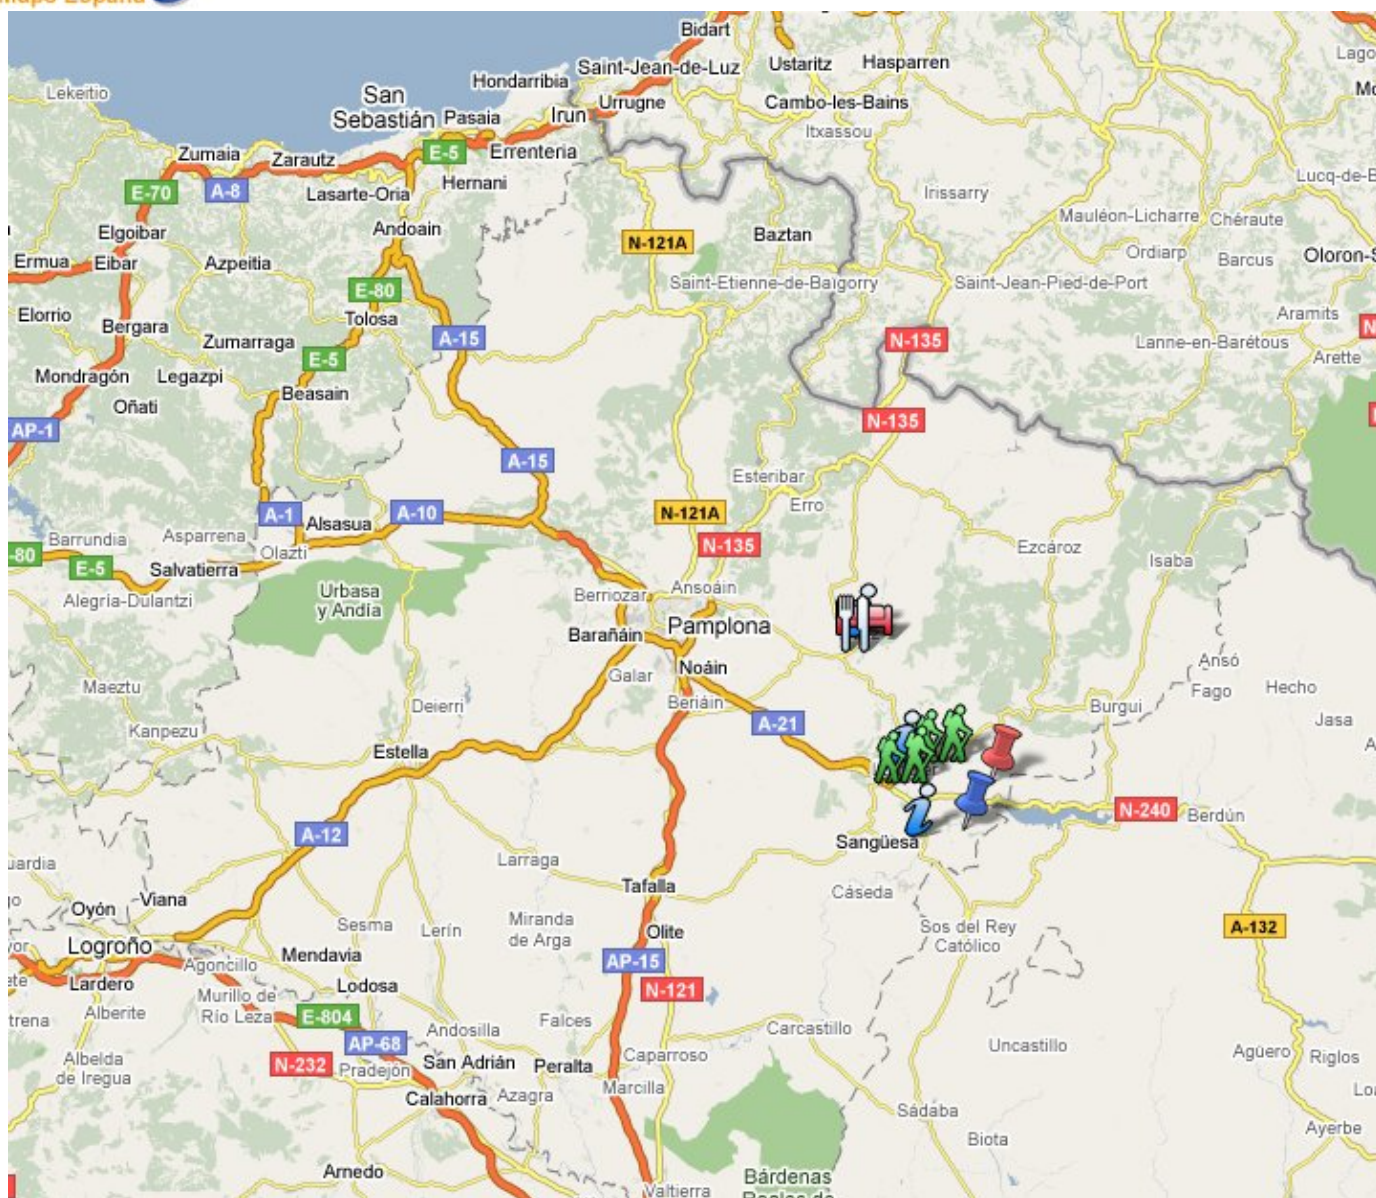 Mapa España
Bidart
Lekeitio
Hondarribia
Saint-Jean-de-Luz
Ustaritz
Hasparren
San
Sebastián
Pasaia
Irun
Urrugne
Cambo-les-Bains
Itxassou
Zumaia
Zarautz
E-5
Errenteria
E-70
A-8
Lasarte-Oria
Hernani
Irissarry
Mauléon-Licharre
Chéraute
Elgoibar
Andoain
N-121A
Baztan
Ordiarp
Barcus
Ermua
Eibar
Azpeitia
Saint-Etienne-de-Baïgorry
Saint-Jean-Pied-de-Port
E-80
Elorrio
Bergara
Tolosa
Aramits
Zumarraga
A-15
N-135
Lanne-en-Barétous
Arette
E-5
Mondragón
Legazpi
Beasain
Oñati
AP-1
N-135
A-15
Esteribar
Erro
A-1
Alsasua
A-10
N-121A
Barrundia
Asparrena
Olazti
N-135
Ezcároz
Isaba
-80
E-5
Salvatierra
Alegría-Dulantzi
Urbasa
y Andía
Berriozar
Ansoáin
Barañáin
Pamplona
Noáin
Galar
Ansó
Fago
Hecho
Maeztu
Deierri
Beriáin
Burgui
Jasa
Kanpezu
A-21
Estella
N-240
Berdún
A-12
Sangüesa
Larraga
Tafalla
Cáseda
Viana
Oyón
Sesma
Lerín
Miranda
de Arga
Olite
Sos del Rey
Católico
A-132
Logroño
Mendavia
AP-15
Agoncillo
Lardero
Lodosa
N-121
Murillo de
Río Leza
Alberite
E-804
Andosilla
Falces
Carcastillo
AP-68
Uncastillo
Albelda
de Iregua
N-232
Pradejón
San Adrián
Peralta
Caparroso
Agüero
Riglos
Marcilla
Calahorra
Azagra
Sádaba
Biota
Ayerbe
Arnedo
Bárdenas
Valtierra